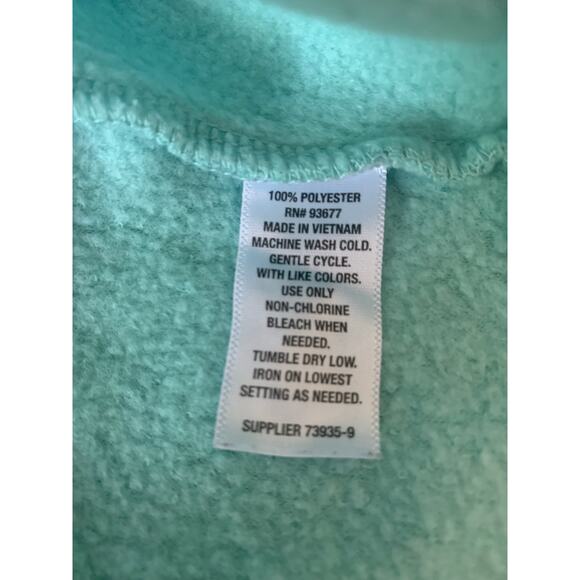 100% POLYESTER
RN# 93677
MADE IN VIETNAM
MACHINE WASH COLD.
GENTLE CYCLE.
WITH LIKE COLORS.
USE ONLY
NON-CHLORINE
BLEACH WHEN
NEEDED.
TUMBLE DRY LOW.
IRON ON LOWEST
SETTING AS NEEDED.
SUPPLIER 73935-9